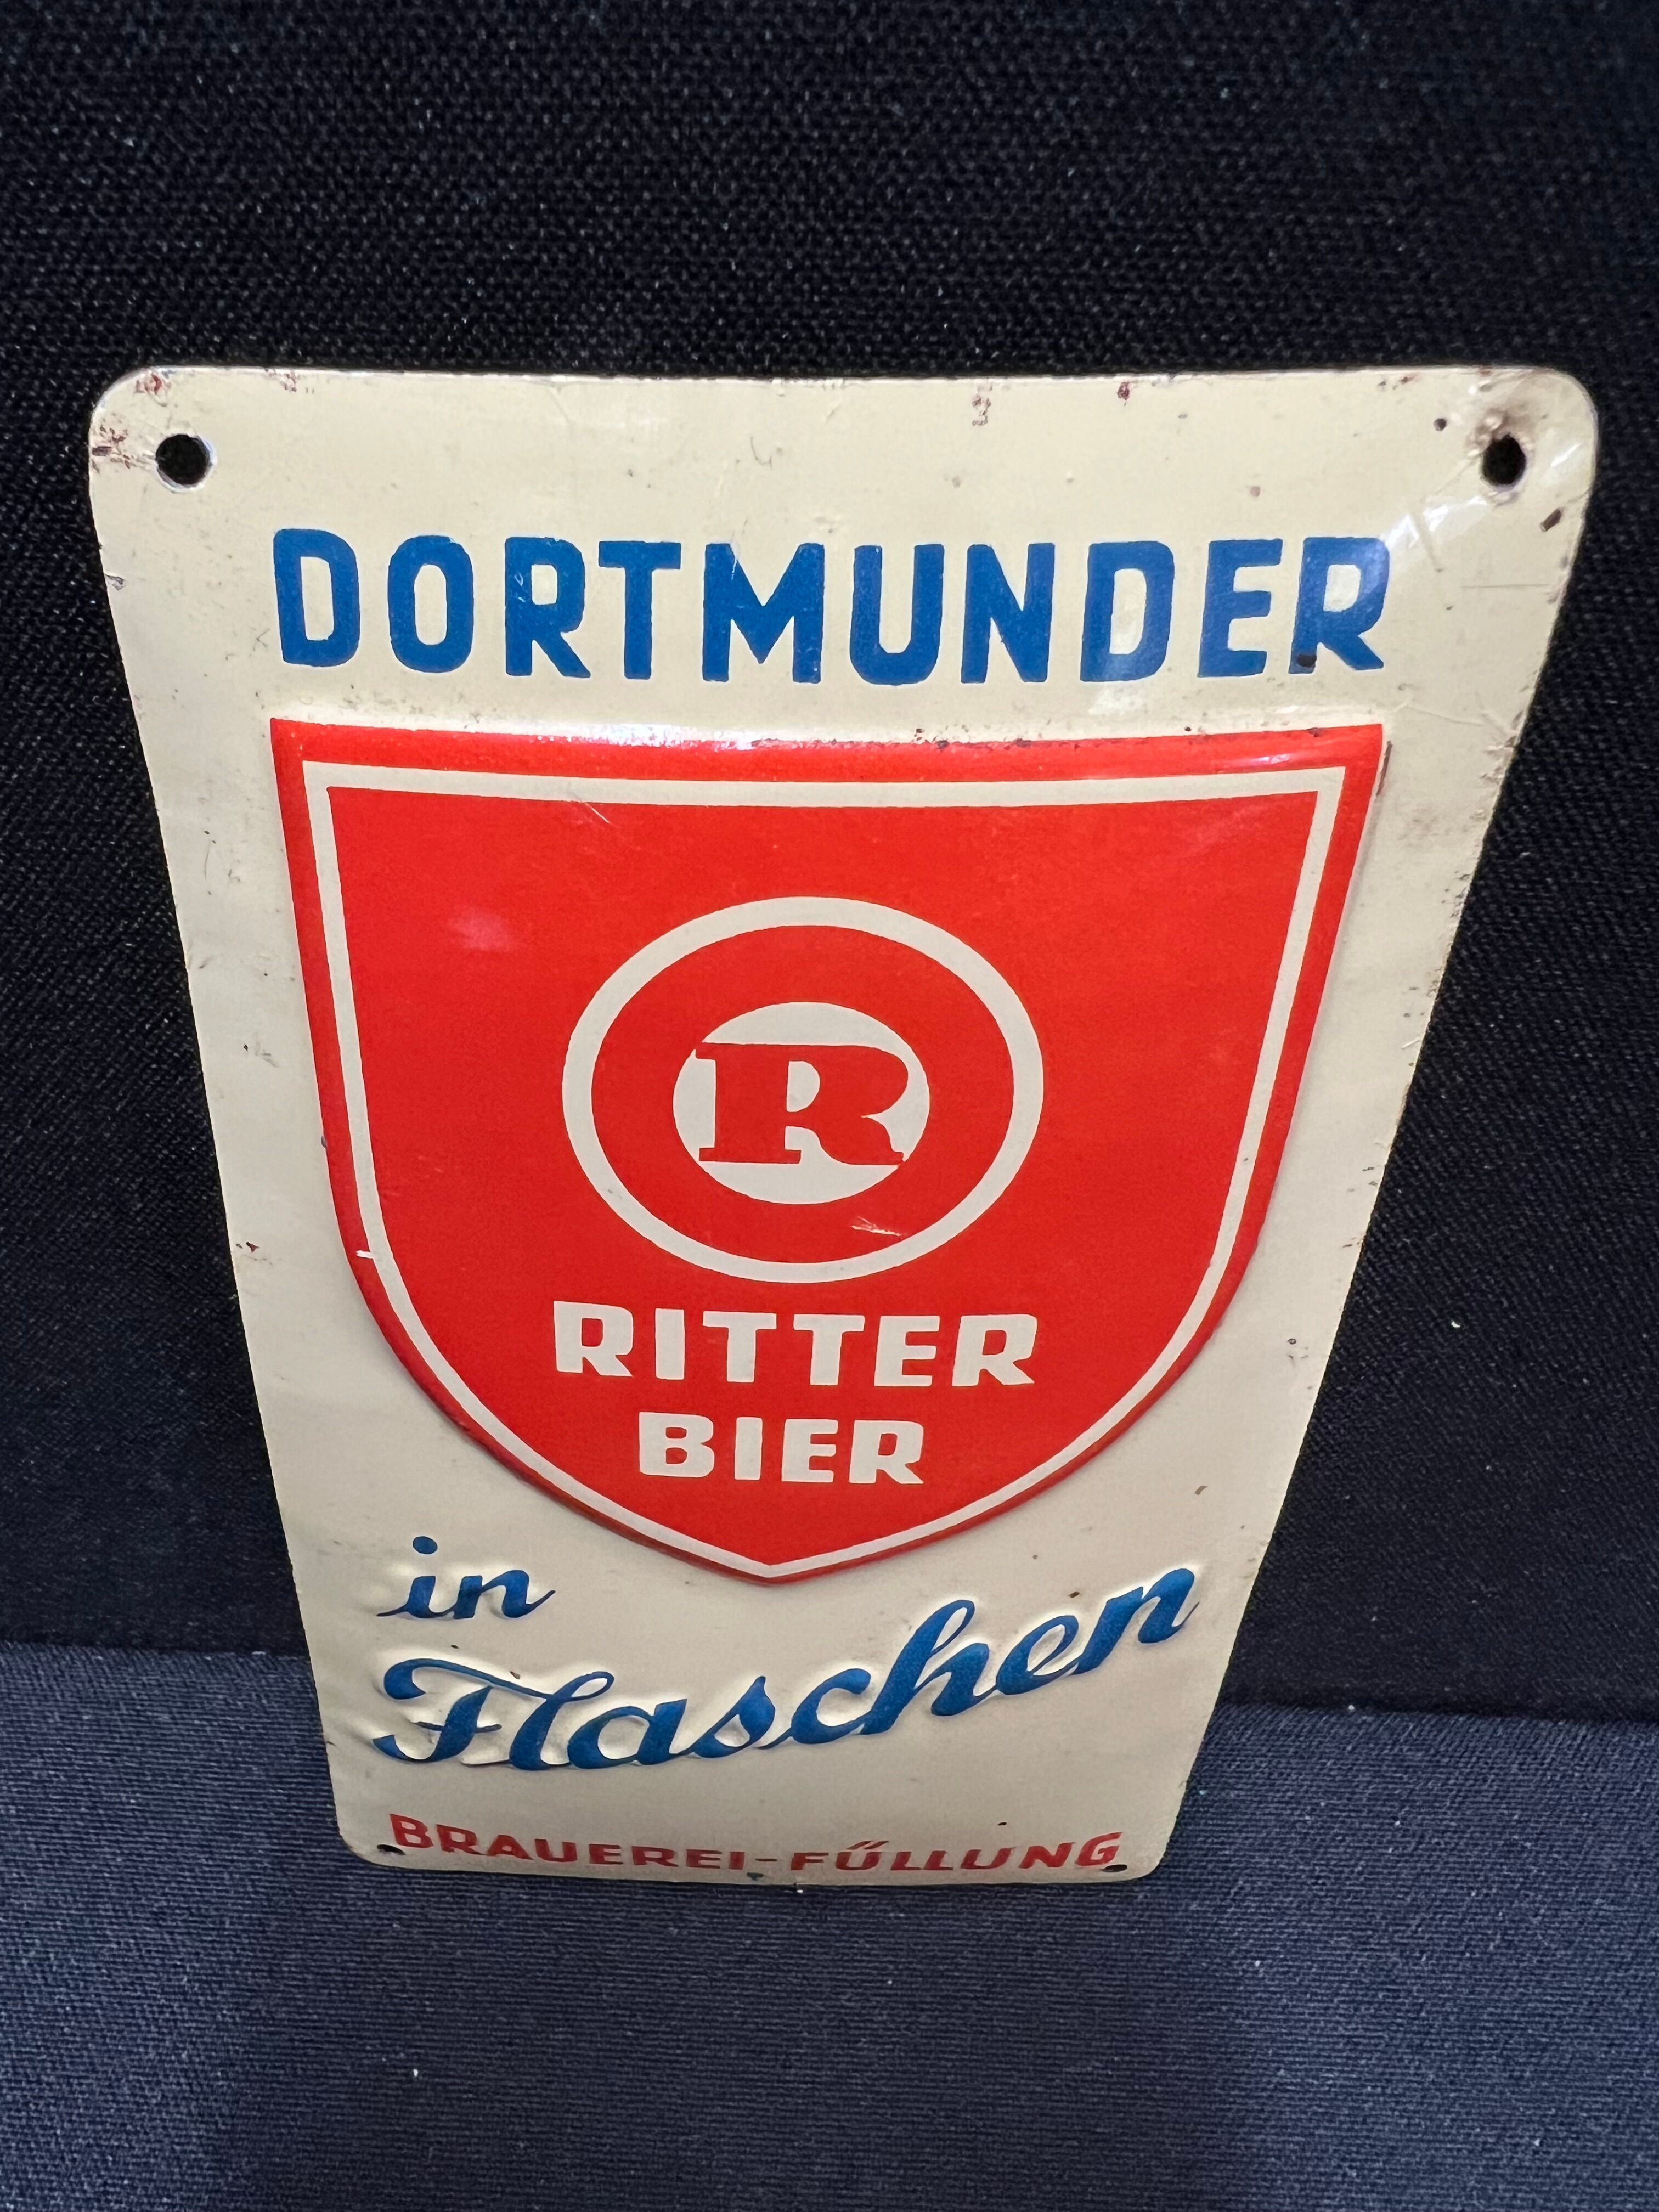 DORTMUNDER
R
RITTER
BIER
in
Flaschen
BRAUEREI-FÜLLUNG